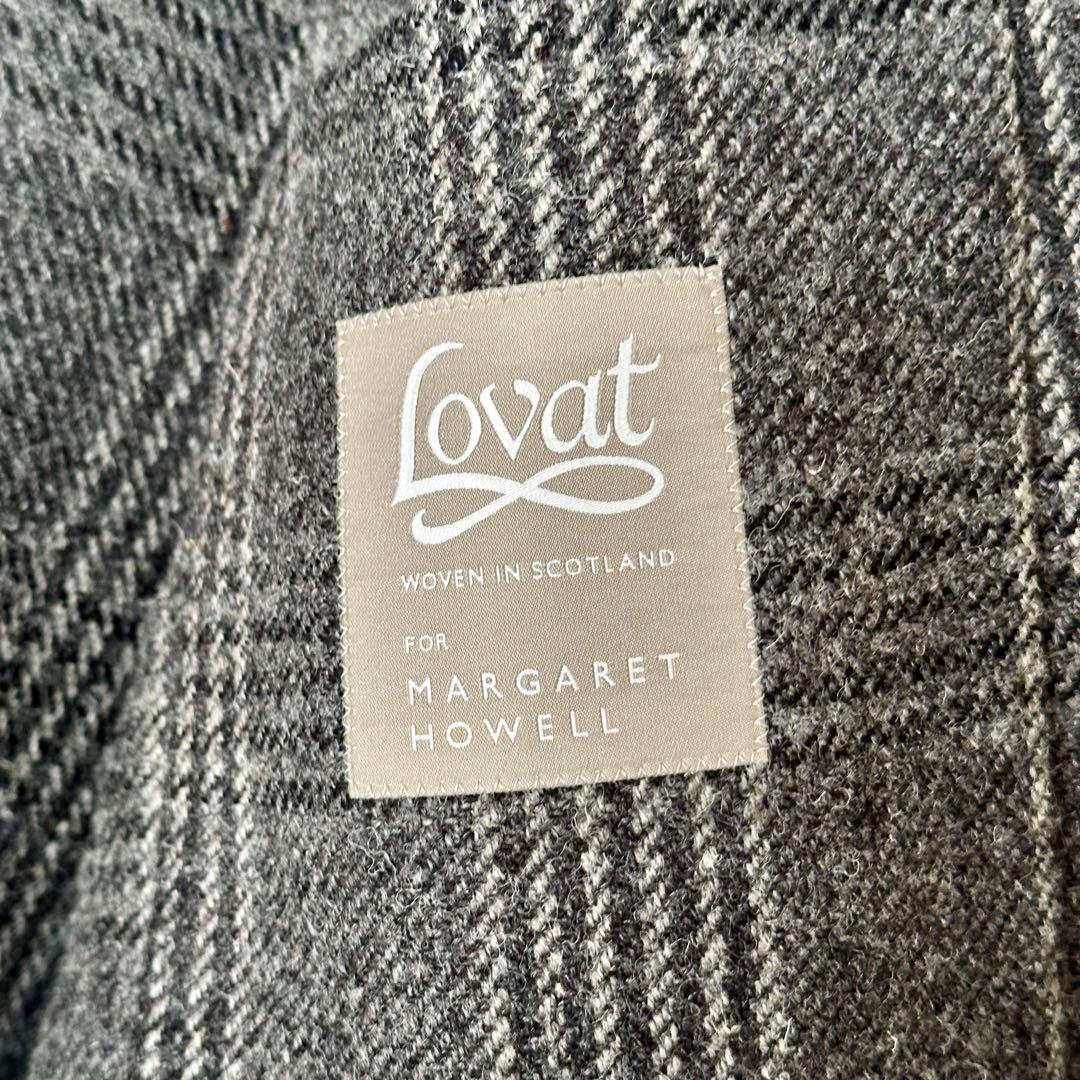 Lovat
WOVEN IN SCOTLAND
FOR
MARGARET
HOWELL